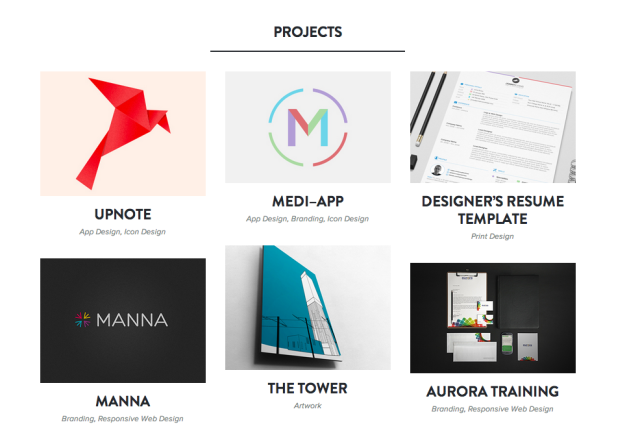 PROJECTS
UPNOTE
App Design, Icon Design
M
MEDI–APP
App Design, Branding, Icon Design
DESIGNER'S RESUME
TEMPLATE
Print Design
MANNA
MANNA
Branding, Responsive Web Design
THE TOWER
Artwork
AURORA TRAINING
Branding, Responsive Web Design